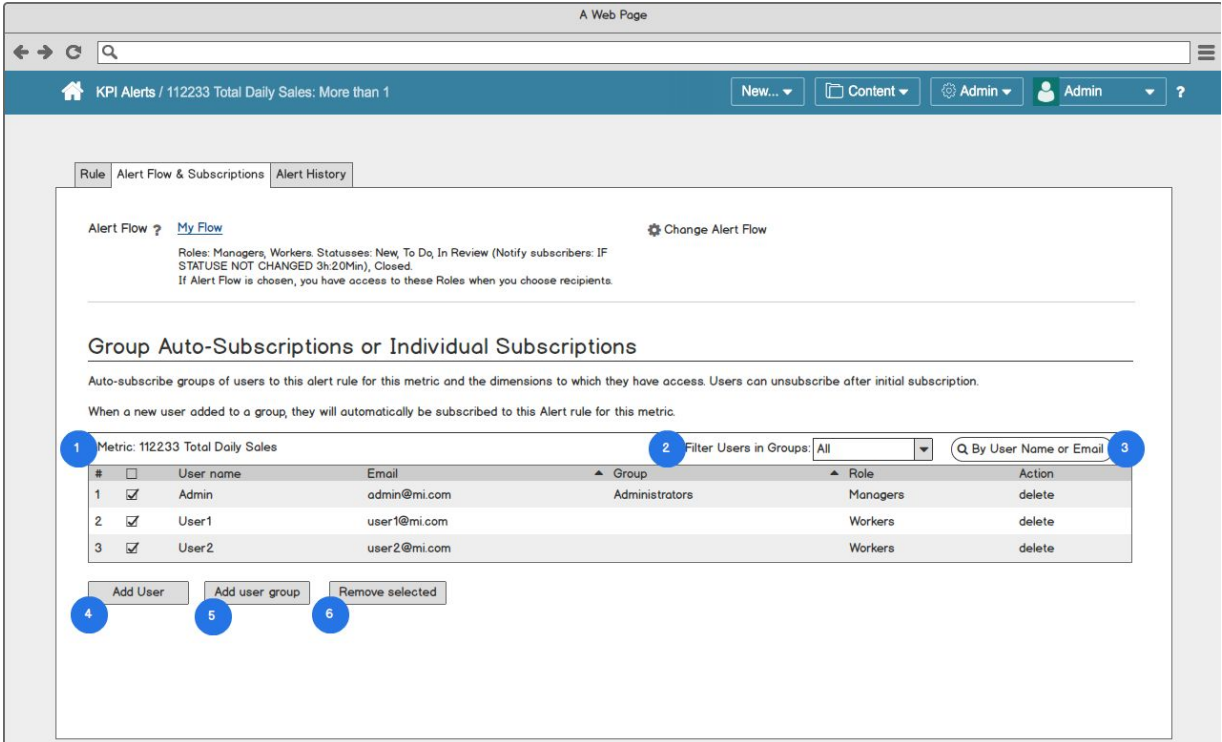 A Web Page
KPI Alerts / 112233 Total Daily Sales: More than 1
New...
Content
Admin
Admin
?
Rule
Alert Flow & Subscriptions
Alert History
Alert Flow ? My Flow
Change Alert Flow
Roles: Managers, Workers. Statusses: New, To Do, In Review (Notify subscribers: IF
STATUSE NOT CHANGED 3h:20Min), Closed.
If Alert Flow is chosen, you have access to these Roles when you choose recipients.
Group Auto-Subscriptions or Individual Subscriptions
Auto-subscribe groups of users to this alert rule for this metric and the dimensions to which they have access. Users can unsubscribe after initial subscription.
When a new user added to a group, they will automatically be subscribed to this Alert rule for this metric.
1 Metric: 112233 Total Daily Sales
2 Filter Users in Groups: All
By User Name or Email 3
# User name Email Group Role Action
1 Admin admin@mi.com Administrators Managers delete
2 User1 user1@mi.com Workers delete
3 User2 user2@mi.com Workers delete
Add User Add user group Remove selected
4 5 6